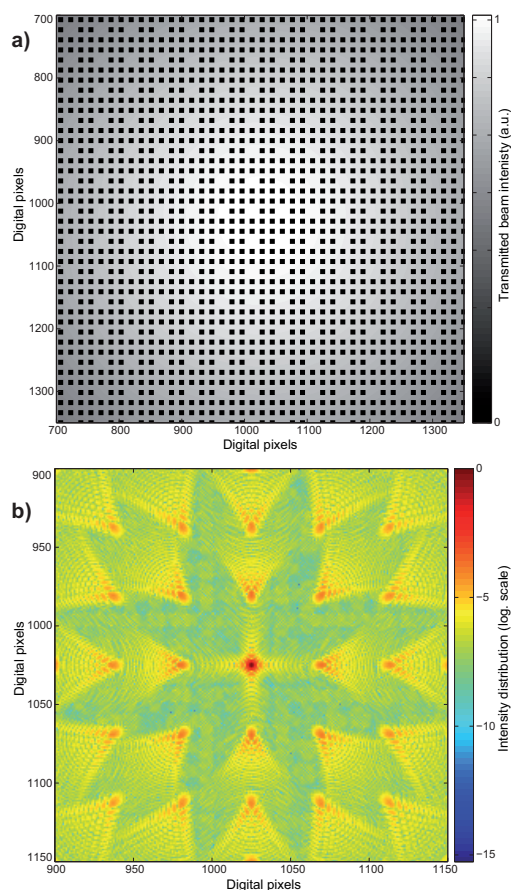 a)
700
800
900
1000
1100
1200
1300
Digital pixels
700 800 900 1000 1100 1200 1300
Digital pixels
1
0
Transmitted beam intenisty (a.u.)
b)
900
950
1000
1050
1100
1150
Digital pixels
900 950 1000 1050 1100 1150
Digital pixels
0
−5
−10
−15
Intensity distribution (log. scale)